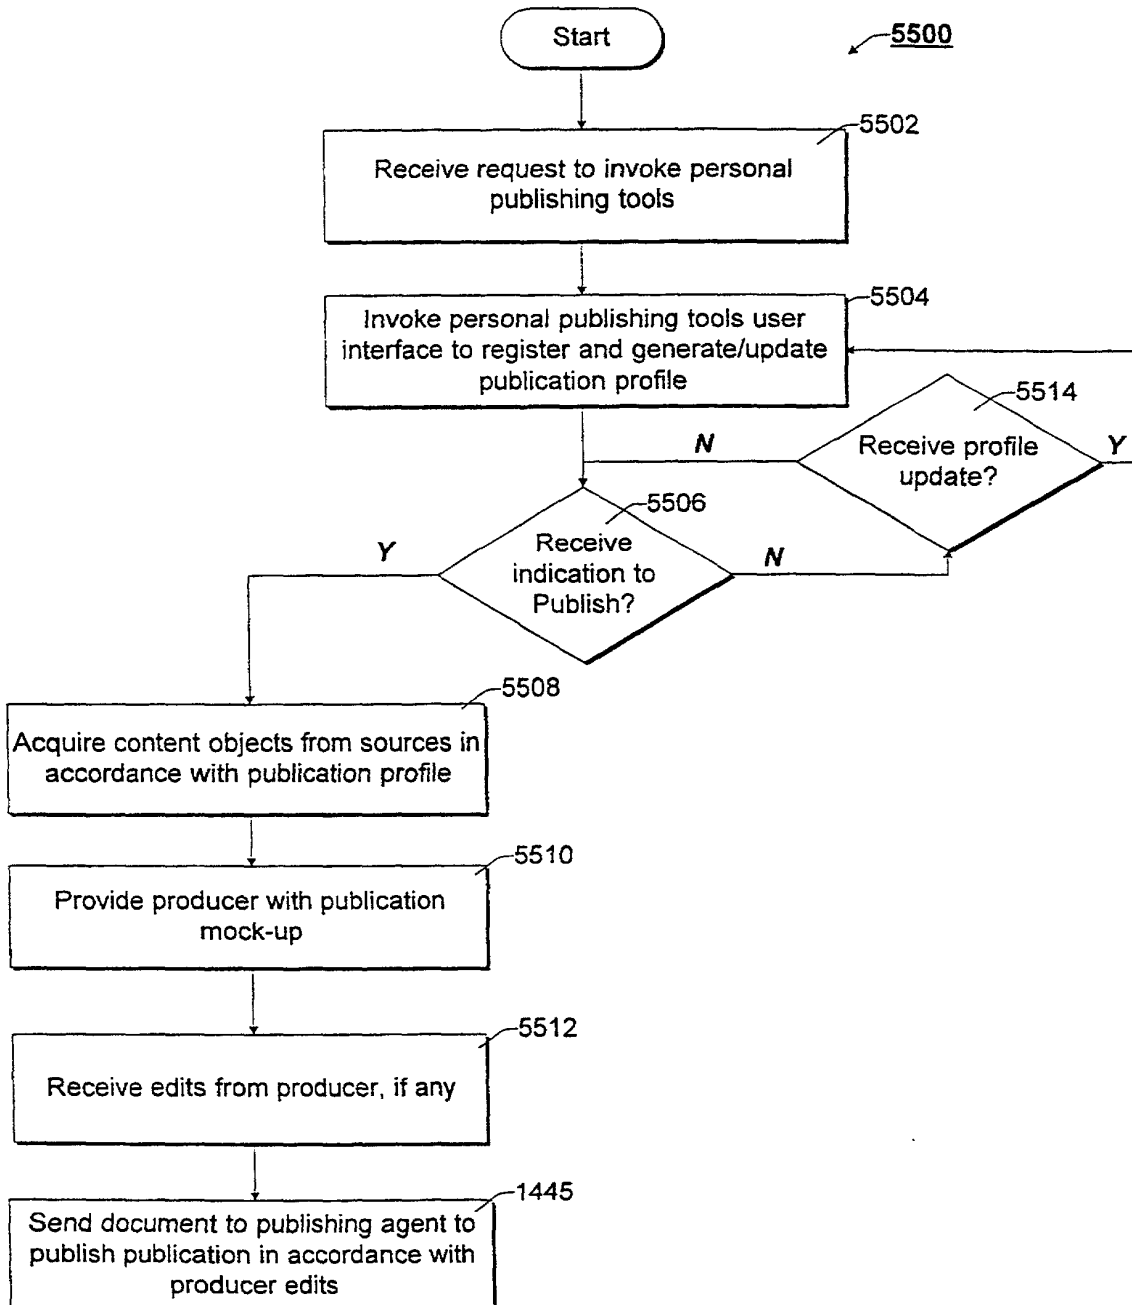 Start
5500
5502
Receive request to invoke personal
publishing tools
5504
Invoke personal publishing tools user
interface to register and generate/update
publication profile
5514
Receive profile
update?
N
Y
5506
Receive
indication to
Publish?
Y
N
5508
Acquire content objects from sources in
accordance with publication profile
5510
Provide producer with publication
mock-up
5512
Receive edits from producer, if any
1445
Send document to publishing agent to
publish publication in accordance with
producer edits